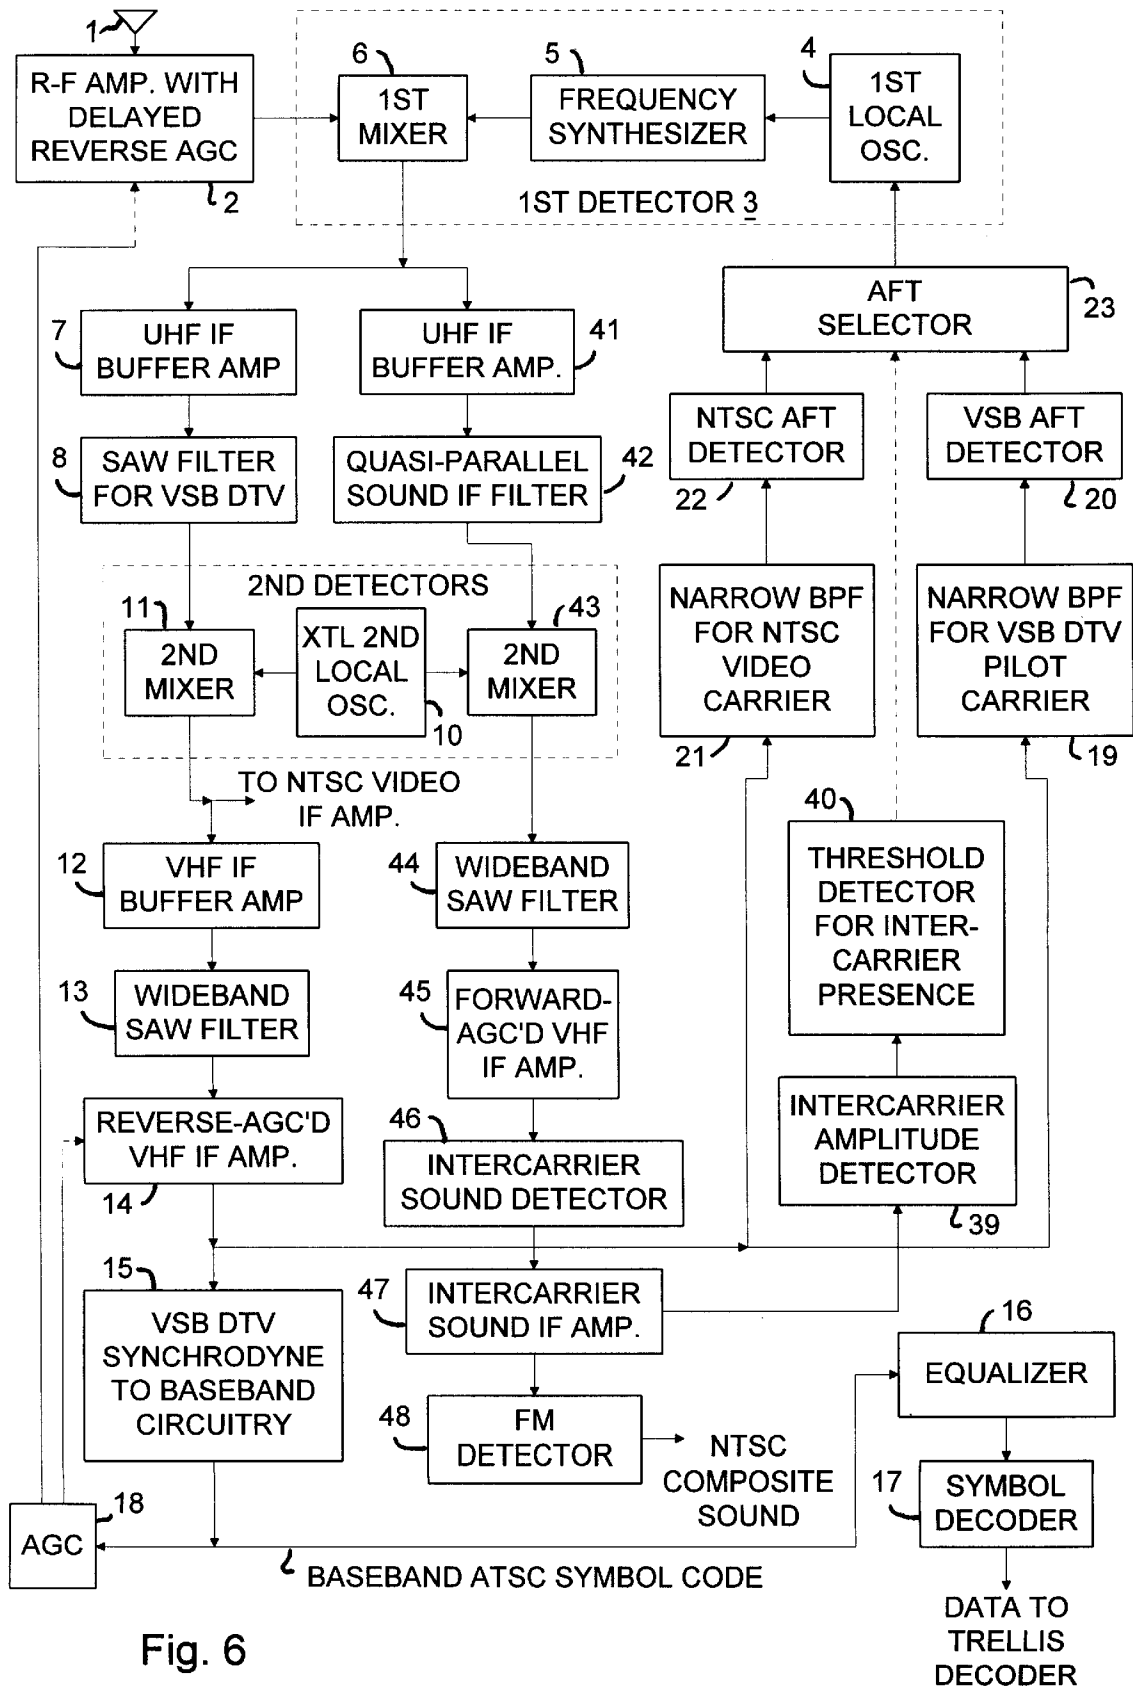 1
R-F AMP. WITH
DELAYED
REVERSE AGC
2
6
1ST
MIXER
5
FREQUENCY
SYNTHESIZER
4
1ST
LOCAL
OSC.
1ST DETECTOR 3
AFT
SELECTOR
23
7
UHF IF
BUFFER AMP
UHF IF
BUFFER AMP.
41
NTSC AFT
DETECTOR
22
VSB AFT
DETECTOR
20
8
SAW FILTER
FOR VSB DTV
QUASI-PARALLEL
SOUND IF FILTER
42
2ND DETECTORS
11
2ND
MIXER
XTL 2ND
LOCAL
OSC.
10
43
2ND
MIXER
NARROW BPF
FOR NTSC
VIDEO
CARRIER
21
NARROW BPF
FOR VSB DTV
PILOT
CARRIER
19
TO NTSC VIDEO
IF AMP.
12
VHF IF
BUFFER AMP
44
WIDEBAND
SAW FILTER
40
THRESHOLD
DETECTOR
FOR INTER-
CARRIER
PRESENCE
13
WIDEBAND
SAW FILTER
45
FORWARD-
AGC'D VHF
IF AMP.
REVERSE-AGC'D
VHF IF AMP.
14
46
INTERCARRIER
SOUND DETECTOR
INTERCARRIER
AMPLITUDE
DETECTOR
39
15
VSB DTV
SYNCHRODYNE
TO BASEBAND
CIRCUITRY
47
INTERCARRIER
SOUND IF AMP.
16
EQUALIZER
48
FM
DETECTOR
NTSC
COMPOSITE
SOUND
17
SYMBOL
DECODER
18
AGC
BASEBAND ATSC SYMBOL CODE
DATA TO
TRELLIS
DECODER
Fig. 6